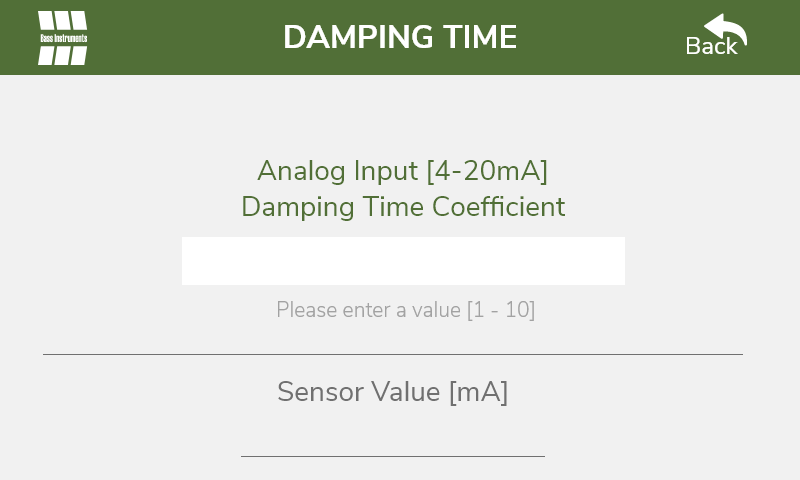 Bass Instruments
DAMPING TIME
Back
Analog Input [4-20mA]
Damping Time Coefficient
Please enter a value [1 - 10]
Sensor Value [mA]